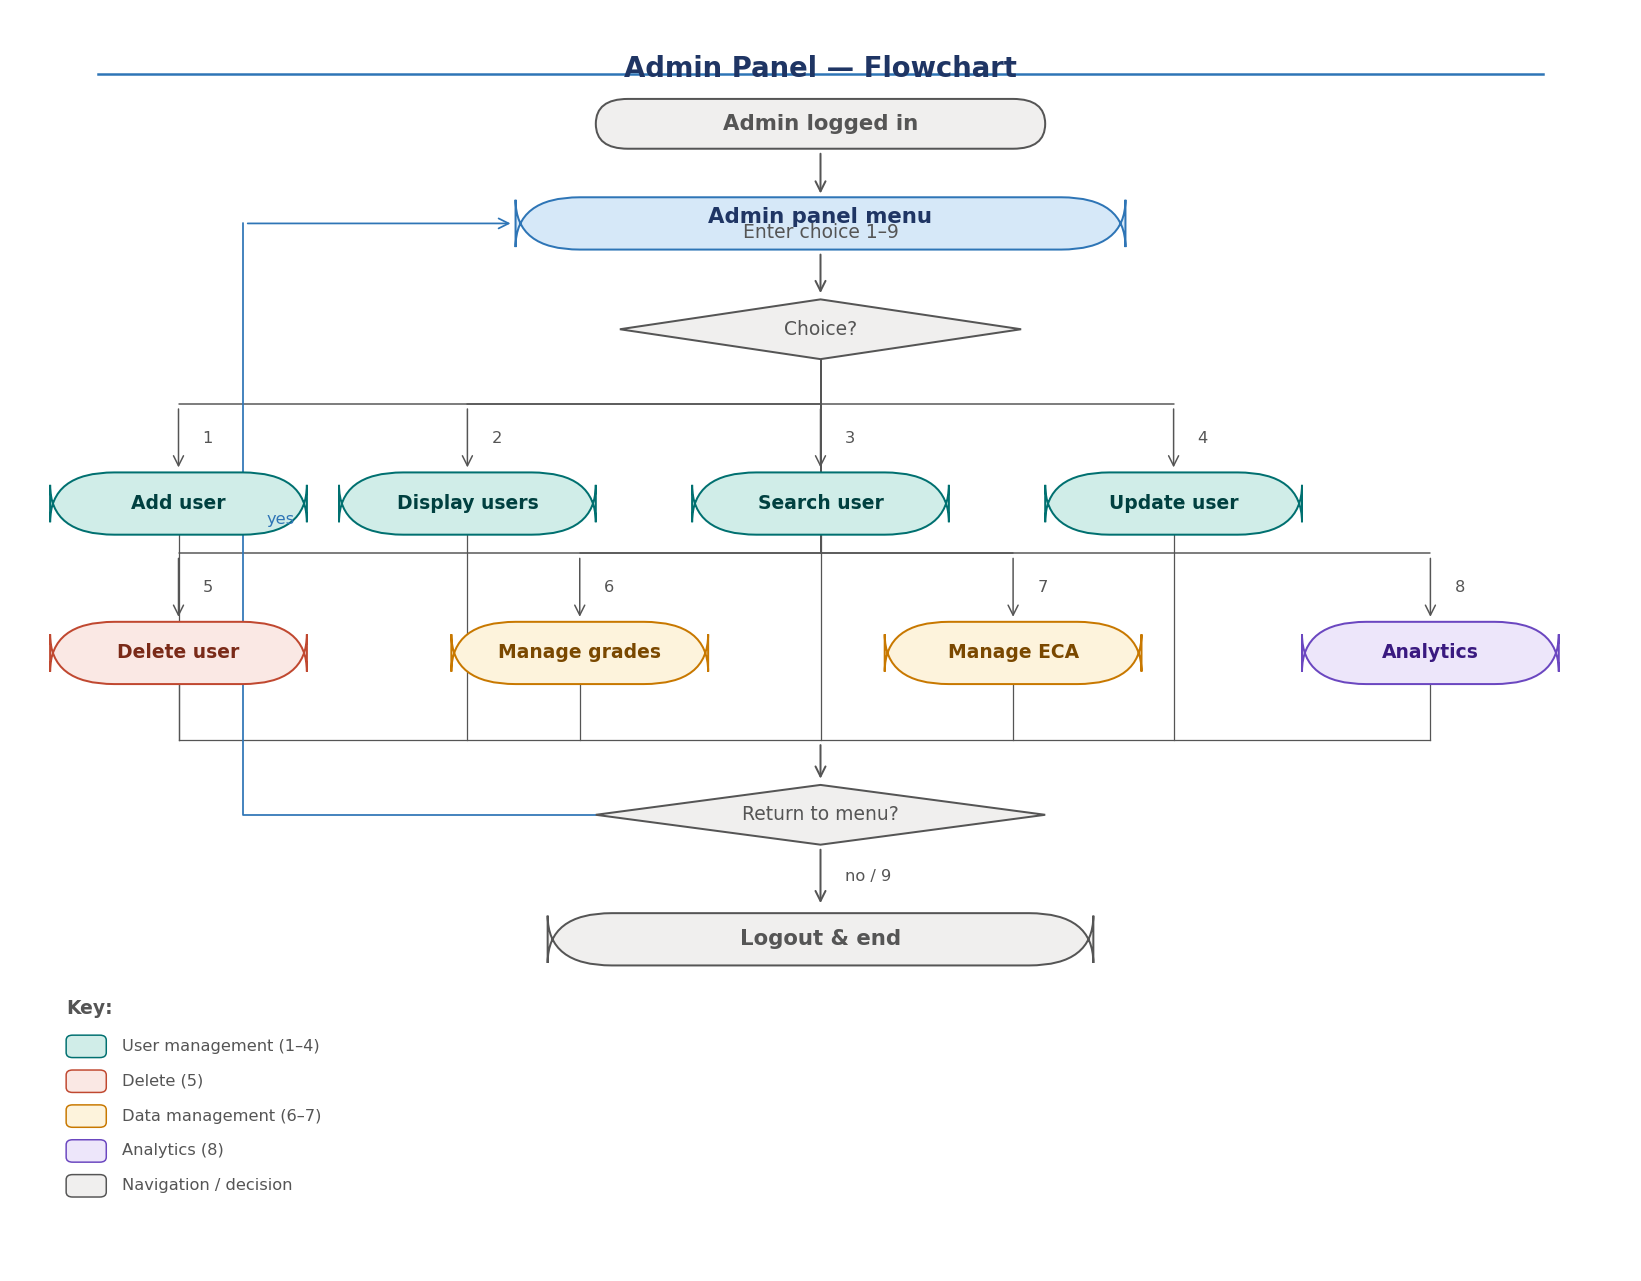 Admin Panel — Flowchart
Admin logged in
Admin panel menu
Enter choice 1–9
Choice?
1
2
3
4
Add user
Display users
Search user
Update user
yes
5
6
7
8
Delete user
Manage grades
Manage ECA
Analytics
Return to menu?
no / 9
Logout & end
Key:
User management (1–4)
Delete (5)
Data management (6–7)
Analytics (8)
Navigation / decision